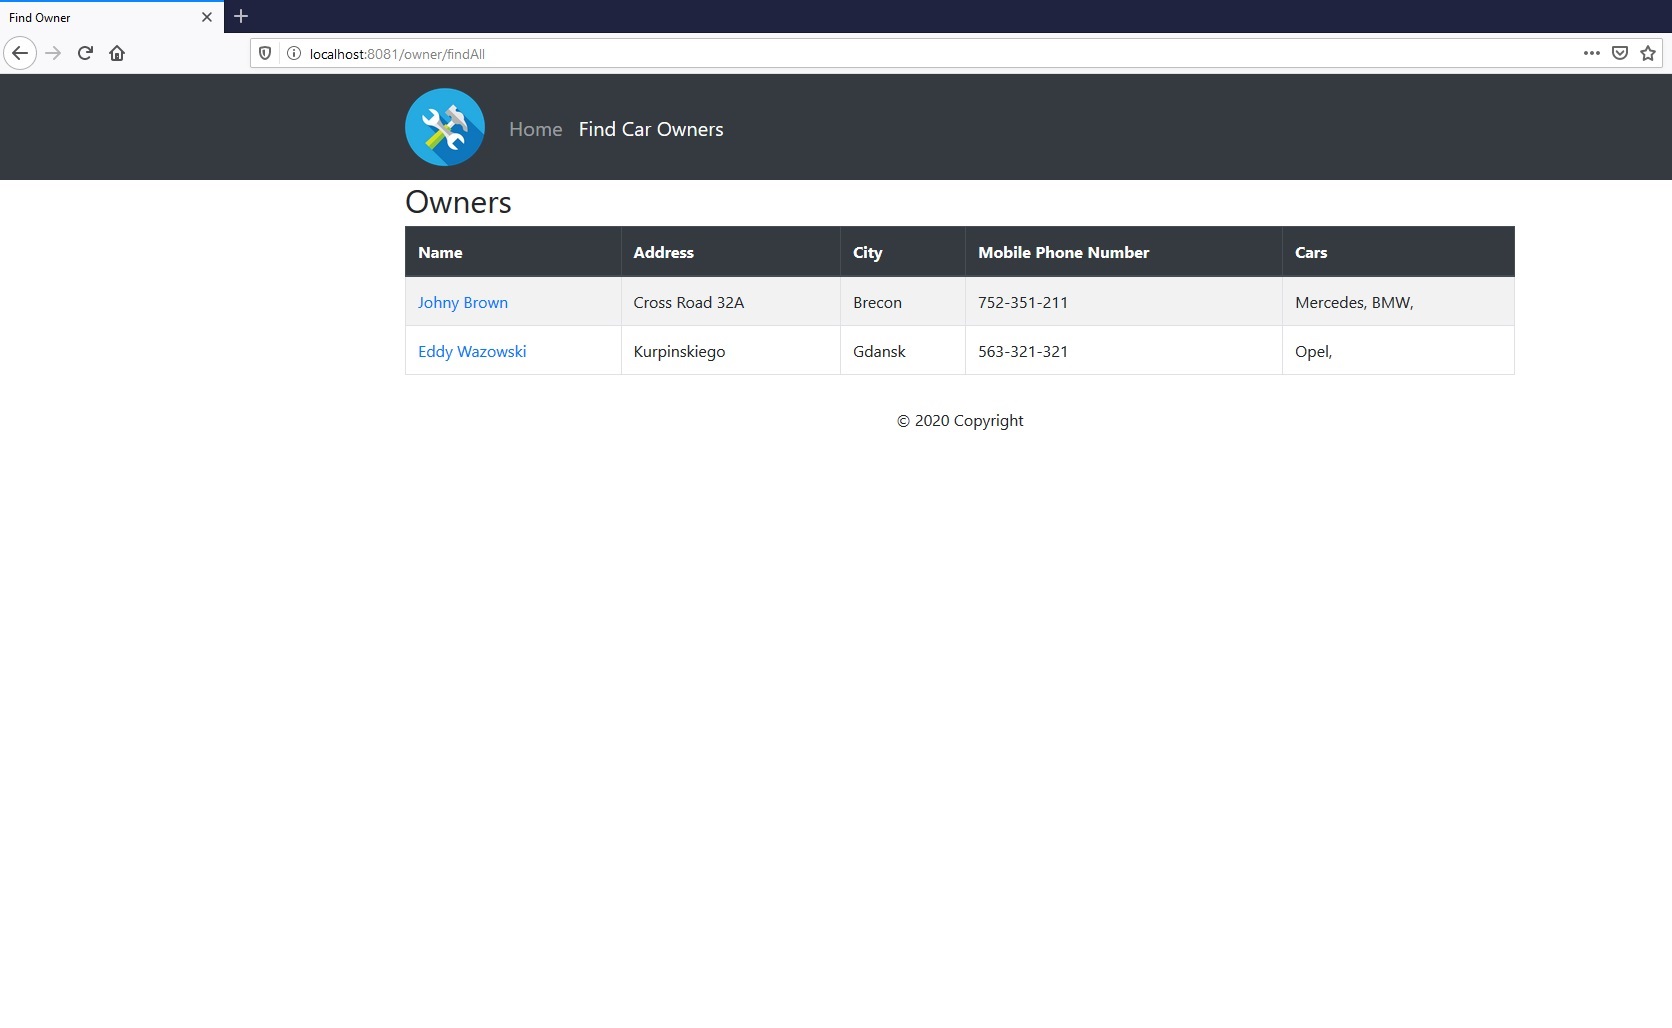 Find Owner
localhost:8081/owner/findAll
Home Find Car Owners
Owners
Name Address City Mobile Phone Number Cars
Johny Brown Cross Road 32A Brecon 752-351-211 Mercedes, BMW,
Eddy Wazowski Kurpinskiego Gdansk 563-321-321 Opel,
© 2020 Copyright